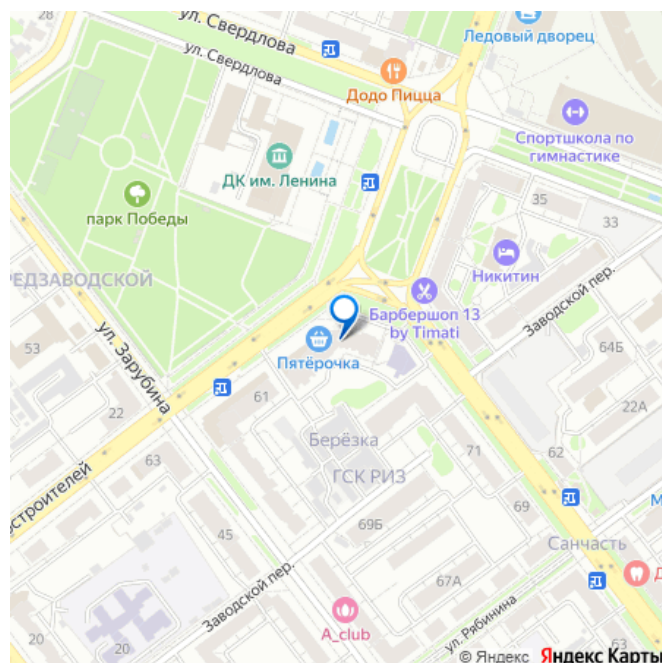 28
ул. Свердлова
ул. Свердлова
Ледовый дворец
Додо Пицца
Спортшкола по
гимнастике
ДК им. Ленина
парк Победы
35
33
Никитин
РЕДЗАВОДСКОЙ
Заводской пер.
Барбершоп 13
by Timati
53
ул. Зарубина
Пятёрочка
64Б
22
61
22А
Берёзка
71
62
63
ГСК РИЗ
остроителей
69
М
45
69Б
Санчасть
Заводской пер.
67А
Д
20
20
A_club
ул. Рябинина
63
© Яндекс Яндекс Карты